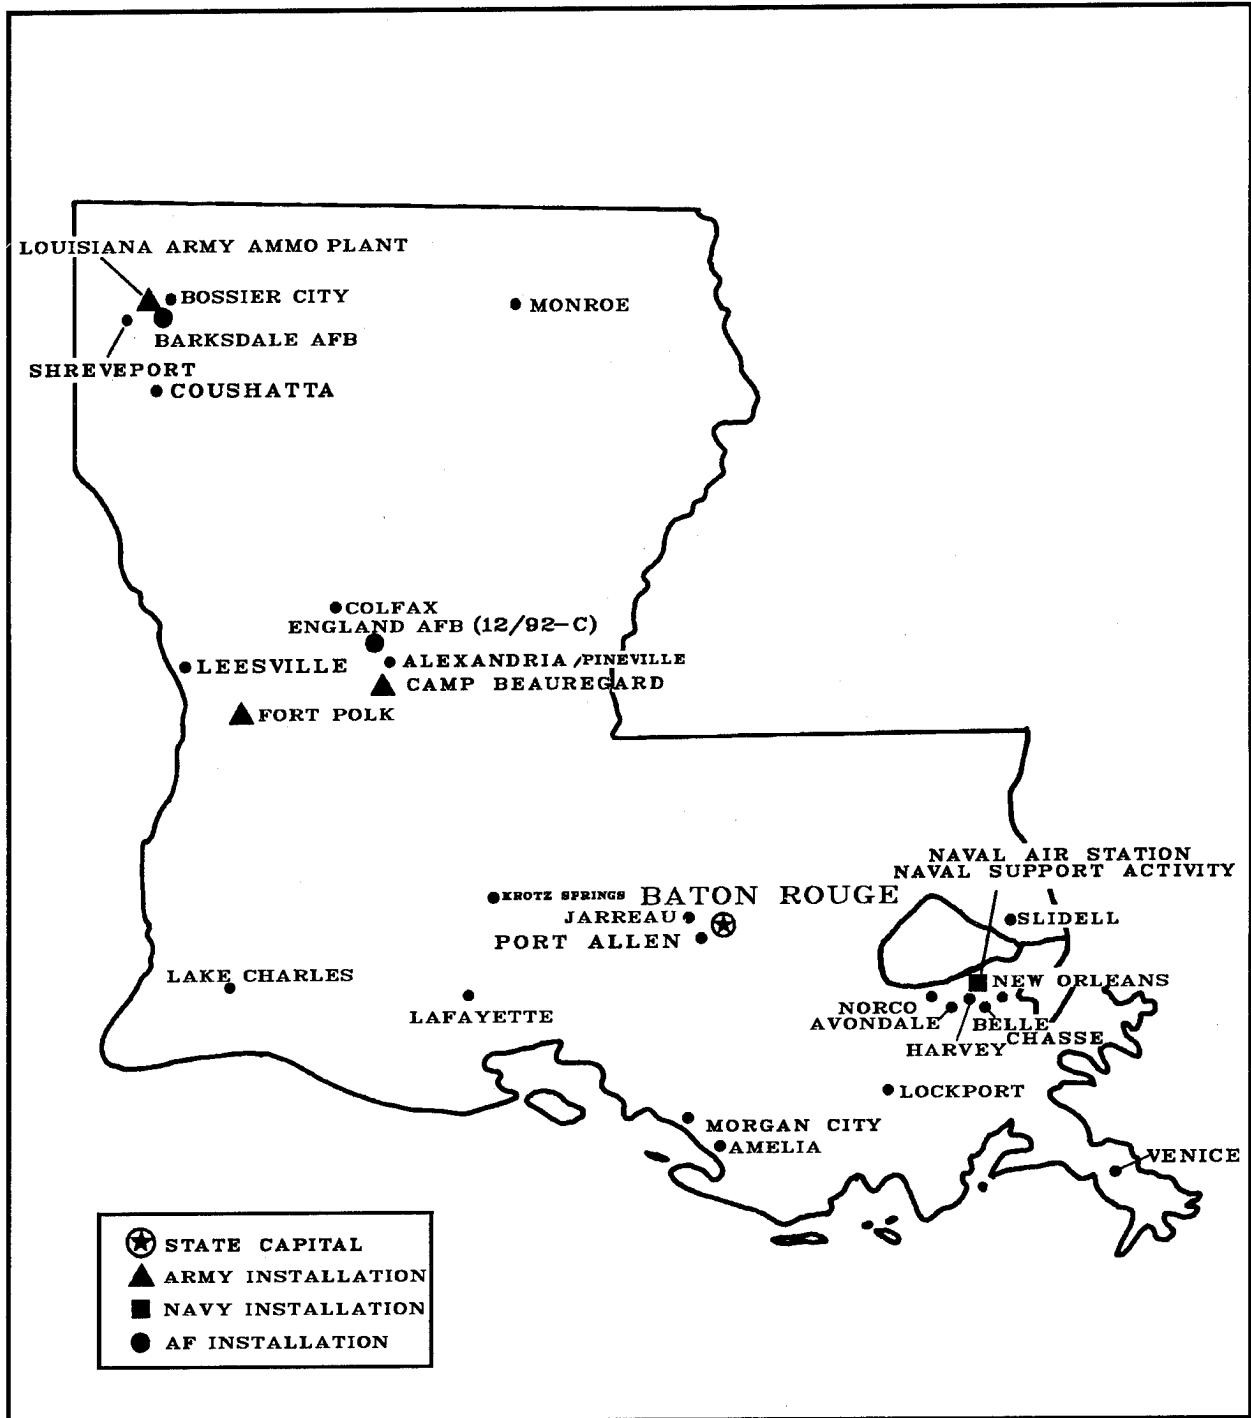 LOUISIANA ARMY AMMO PLANT
BOSSIER CITY
MONROE
BARKSDALE AFB
SHREVEPORT
COUSHATTA
COLFAX
ENGLAND AFB (12/92-C)
LEESVILLE
ALEXANDRIA/PINEVILLE
CAMP BEAUREGARD
FORT POLK
NAVAL AIR STATION
NAVAL SUPPORT ACTIVITY
KROTZ SPRINGS
BATON ROUGE
JARREAU
SLIDELL
PORT ALLEN
LAKE CHARLES
NEW ORLEANS
LAFAYETTE
NORCO
AVONDALE
BELLE
CHASSE
HARVEY
LOCKPORT
MORGAN CITY
AMELIA
VENICE
STATE CAPITAL
ARMY INSTALLATION
NAVY INSTALLATION
AF INSTALLATION